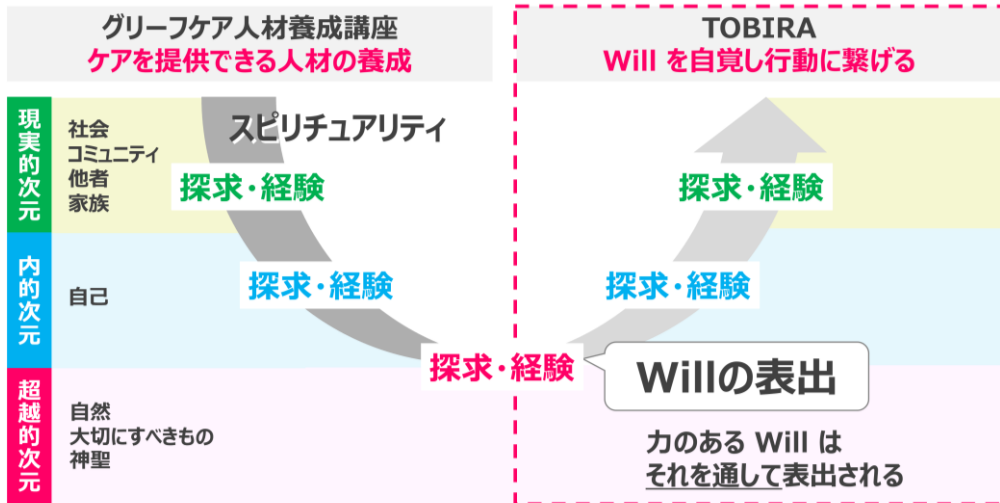 グリーフケア人材養成講座
ケアを提供できる人材の養成
TOBIRA
Will を自覚し行動に繋げる
現実的次元
社会
コミュニティ
他者
家族
スピリチュアリティ
探求・経験
探求・経験
内的次元
自己
探求・経験
探求・経験
探求・経験
Willの表出
超越的次元
自然
大切にすべきもの
神聖
力のある Will は
それを通して表出される